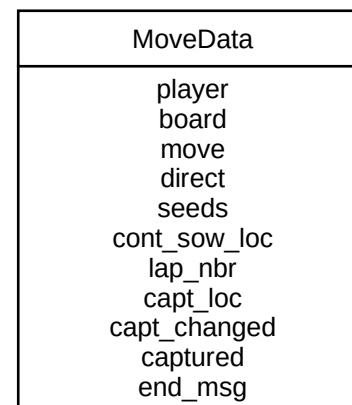 MoveData
player
board
move
direct
seeds
cont_sow_loc
lap_nbr
capt_loc
capt_changed
captured
end_msg